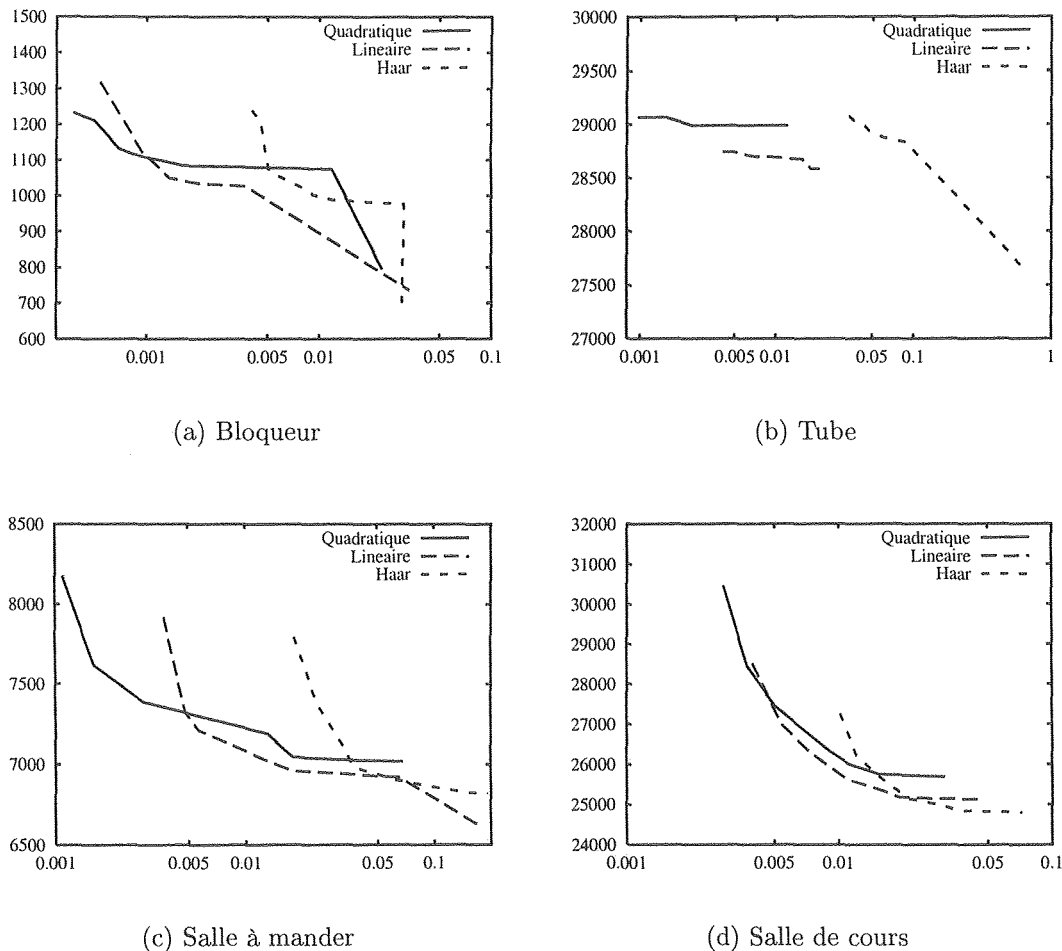 1500
1400
1300
1200
1100
1000
900
800
700
600
Quadratique
Lineaire
Haar
0.001 0.005 0.01 0.05 0.1
(a) Bloqueur
30000
29500
29000
28500
28000
27500
27000
Quadratique
Lineaire
Haar
0.001 0.005 0.01 0.05 0.1 1
(b) Tube
8500
8000
7500
7000
6500
Quadratique
Lineaire
Haar
0.001 0.005 0.01 0.05 0.1
(c) Salle à mander
32000
31000
30000
29000
28000
27000
26000
25000
24000
Quadratique
Lineaire
Haar
0.001 0.005 0.01 0.05 0.1
(d) Salle de cours